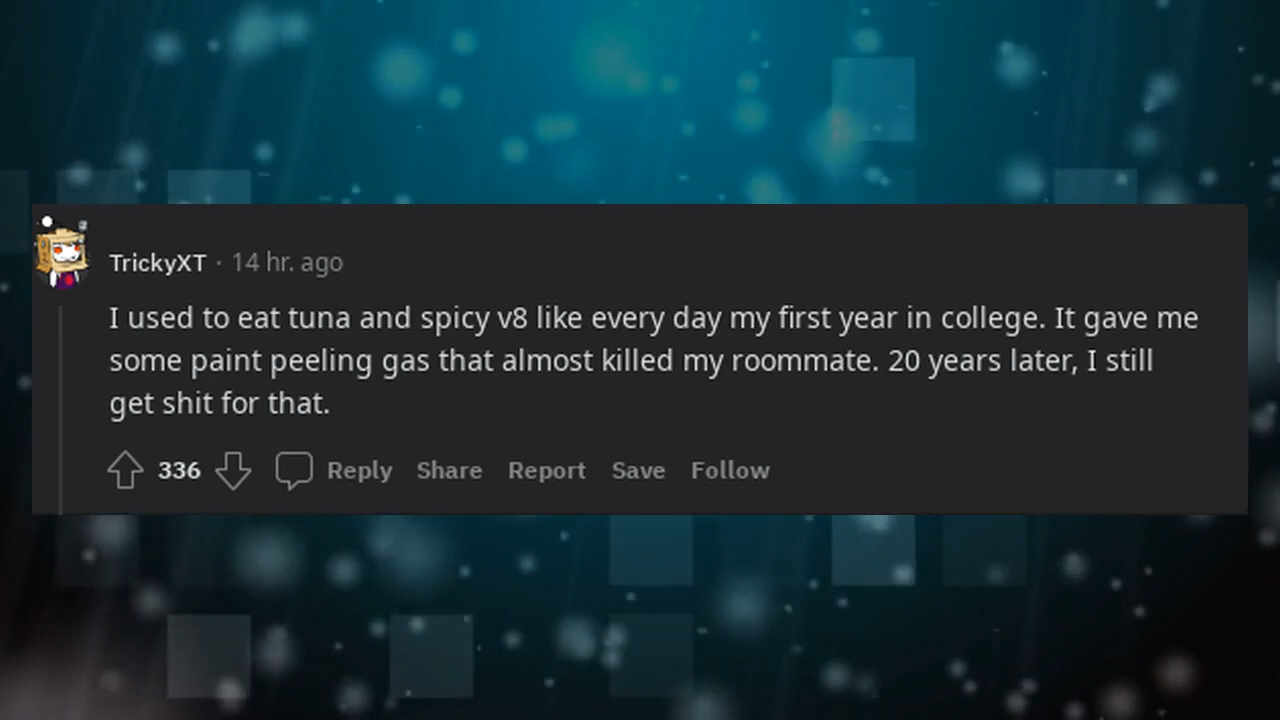 TrickyXT · 14 hr. ago
I used to eat tuna and spicy v8 like every day my first year in college. It gave me
some paint peeling gas that almost killed my roommate. 20 years later, I still
get shit for that.
336 Reply Share Report Save Follow